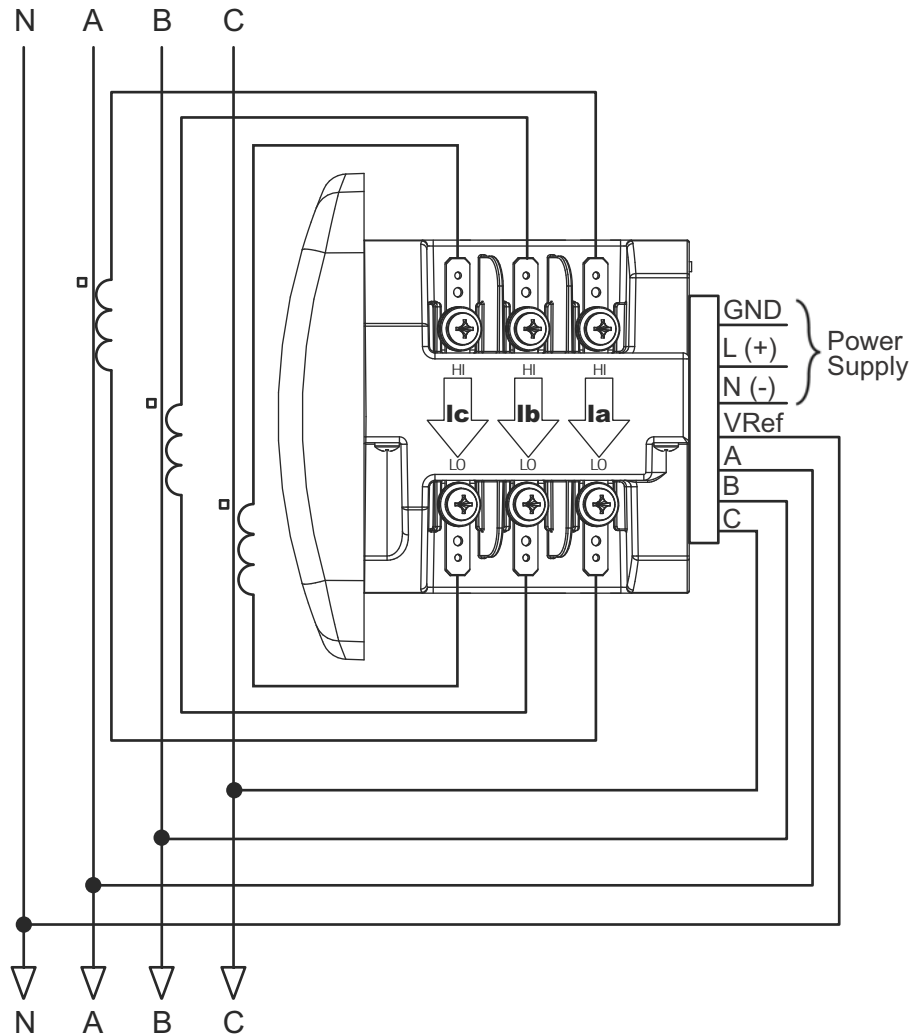 N A B C
GND
L (+)
N (-)
Power
Supply
VRef
A
B
C
HI HI HI
Ic Ib Ia
LO LO LO
N A B C